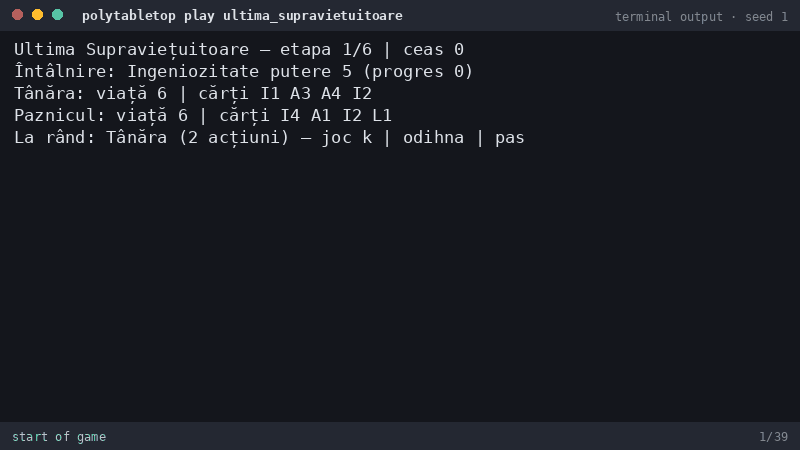 polytabletop play ultima_supravietuitoare
terminal output · seed 1
Ultima Supraviețuitoare — etapa 1/6 | ceas 0
Întâlnire: Ingeniozitate putere 5 (progres 0)
Tânăra: viață 6 | cărți I1 A3 A4 I2
Paznicul: viață 6 | cărți I4 A1 I2 L1
La rând: Tânăra (2 acțiuni) — joc k | odihna | pas
start of game
1/39